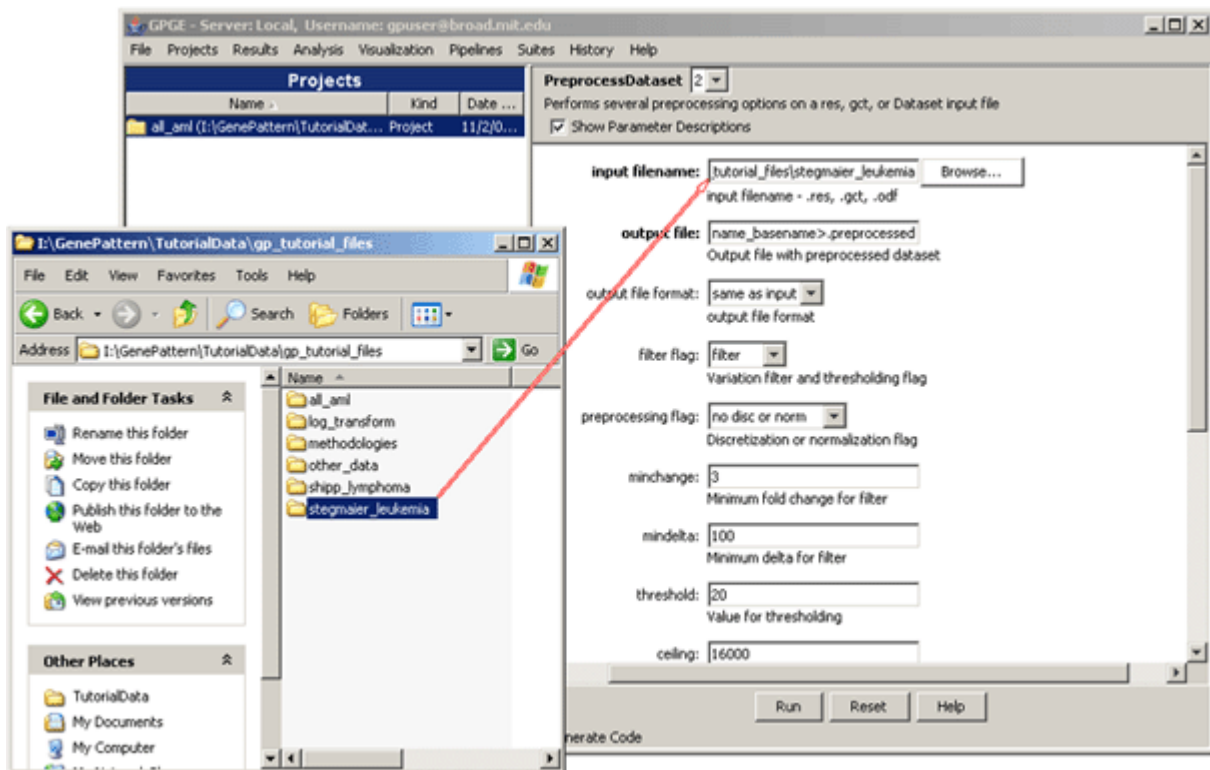 GPGE - Server: Local, Username: gpuser@broad.mit.edu
File Projects Results Analysis Visualization Pipelines Suites History Help
Projects
Name Kind Date ...
all_aml (I:\GenePattern\TutorialDat... Project 11/2/0...
PreprocessDataset 2
Performs several preprocessing options on a res, gct, or Dataset input file
Show Parameter Descriptions
input filename: _tutorial_files\stegmaier_leukemia Browse...
input filename - .res, .gct, .odf
output file: name_basename>.preprocessed
Output file with preprocessed dataset
output file format: same as input
output file format
filter flag: filter
Variation filter and thresholding flag
preprocessing flag: no disc or norm
Discretization or normalization flag
minchange: 3
Minimum fold change for filter
mindelta: 100
Minimum delta for filter
threshold: 20
Value for thresholding
ceiling: 16000
Run Reset Help
nerate Code
I:\GenePattern\TutorialData\gp_tutorial_files
File Edit View Favorites Tools Help
Back Search Folders
Address I:\GenePattern\TutorialData\gp_tutorial_files Go
File and Folder Tasks
Rename this folder
Move this folder
Copy this folder
Publish this folder to the
Web
E-mail this folder's files
Delete this folder
View previous versions
Other Places
TutorialData
My Documents
My Computer
Name
all_aml
log_transform
methodologies
other_data
shipp_lymphoma
stegmaier_leukemia